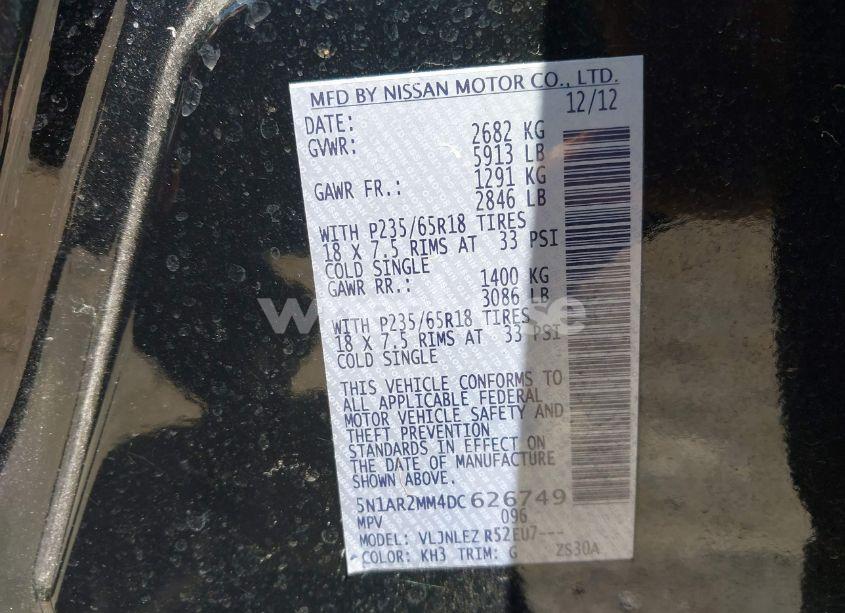 MFD BY NISSAN MOTOR CO., LTD.
DATE: 12/12
GVWR: 2682 KG
5913 LB
GAWR FR.: 1291 KG
2846 LB
WITH P235/65R18 TIRES
18 X 7.5 RIMS AT 33 PSI
COLD SINGLE
GAWR RR.: 1400 KG
3086 LB
WITH P235/65R18 TIRES
18 X 7.5 RIMS AT 33 PSI
COLD SINGLE
THIS VEHICLE CONFORMS TO
ALL APPLICABLE FEDERAL
MOTOR VEHICLE SAFETY AND
THEFT PREVENTION
STANDARDS IN EFFECT ON
THE DATE OF MANUFACTURE
SHOWN ABOVE.
5N1AR2MM4DC 626749
MPV 096
MODEL: VLJNLEZ R52EU7---
COLOR: KH3 TRIM: G ZS30A